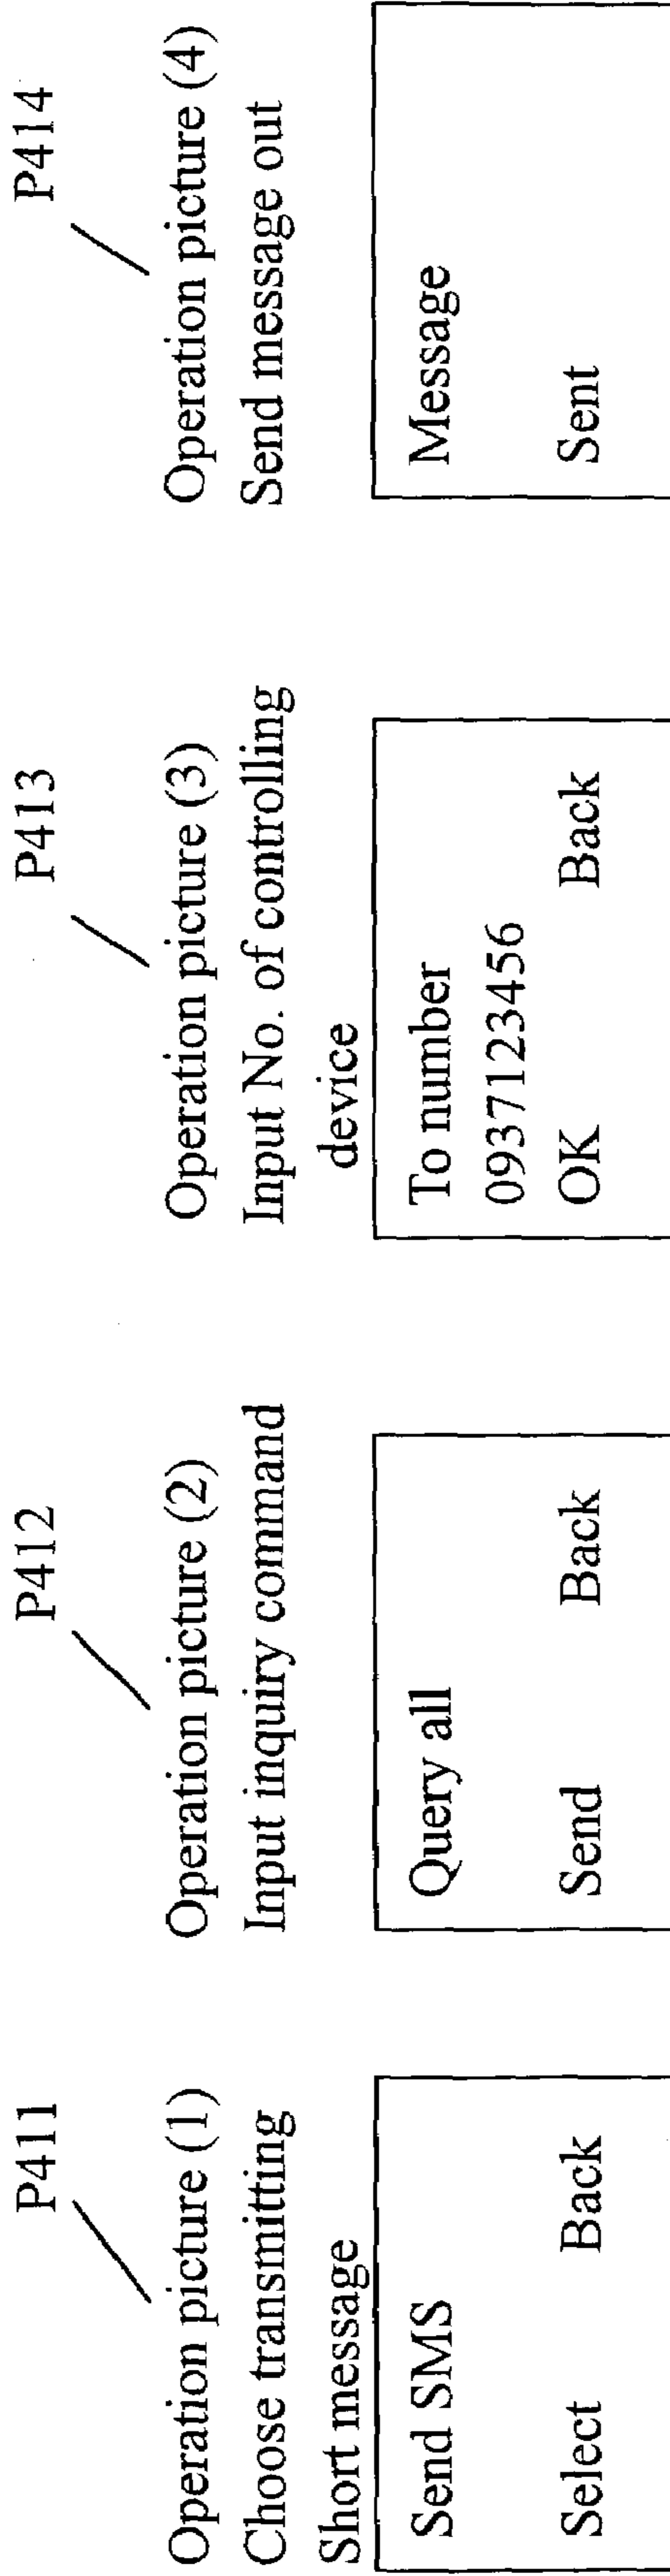 P411
Operation picture (1)
Choose transmitting
Short message
Send SMS
Select Back
P412
Operation picture (2)
Input inquiry command
Query all
Send Back
P413
Operation picture (3)
Input No. of controlling
device
To number
0937123456
OK Back
P414
Operation picture (4)
Send message out
Message
Sent